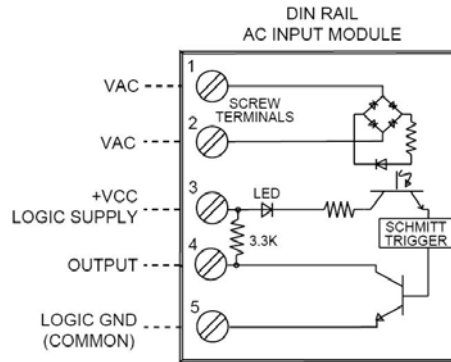 DIN RAIL
AC INPUT MODULE
1
VAC
SCREW
TERMINALS
2
VAC
3
+VCC
LOGIC SUPPLY
LED
3.3K
SCHMITT
TRIGGER
4
OUTPUT
5
LOGIC GND
(COMMON)